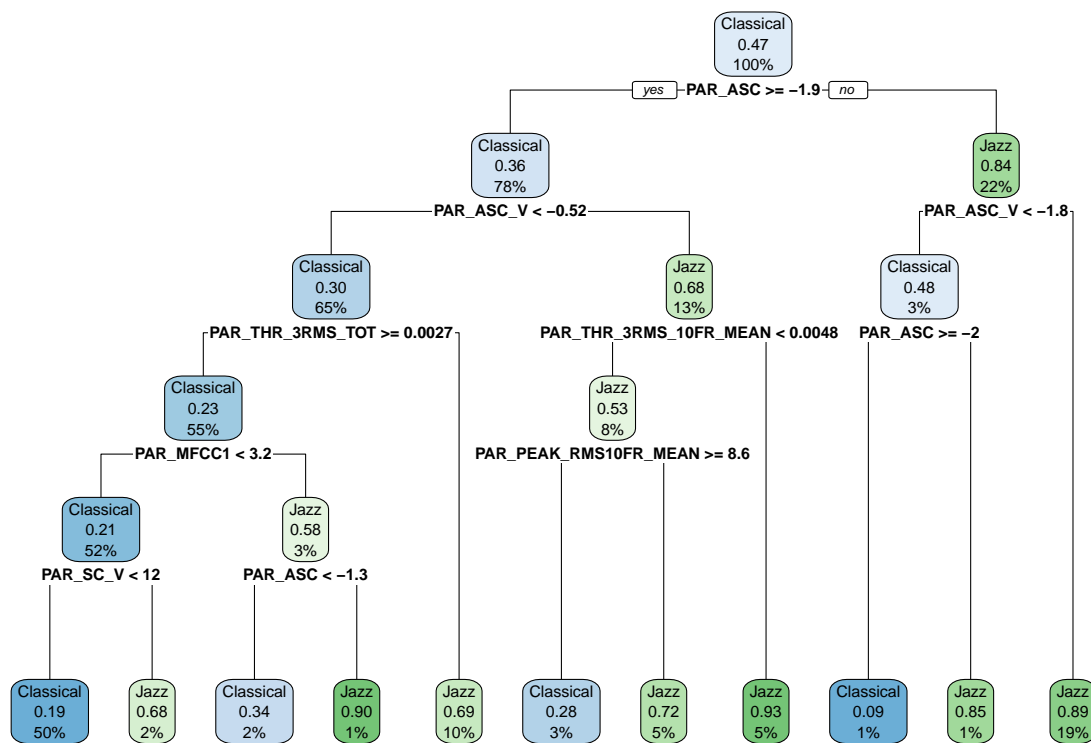 Classical
0.47
100%
yes PAR_ASC >= −1.9 no
Classical
0.36
78%
PAR_ASC_V < −0.52
Jazz
0.84
22%
PAR_ASC_V < −1.8
Classical
0.30
65%
PAR_THR_3RMS_TOT >= 0.0027
Jazz
0.68
13%
PAR_THR_3RMS_10FR_MEAN < 0.0048
Classical
0.48
3%
PAR_ASC >= −2
Classical
0.23
55%
PAR_MFCC1 < 3.2
Jazz
0.53
8%
PAR_PEAK_RMS10FR_MEAN >= 8.6
Classical
0.21
52%
PAR_SC_V < 12
Jazz
0.58
3%
PAR_ASC < −1.3
Classical
0.19
50%
Jazz
0.68
2%
Classical
0.34
2%
Jazz
0.90
1%
Jazz
0.69
10%
Classical
0.28
3%
Jazz
0.72
5%
Jazz
0.93
5%
Classical
0.09
1%
Jazz
0.85
1%
Jazz
0.89
19%